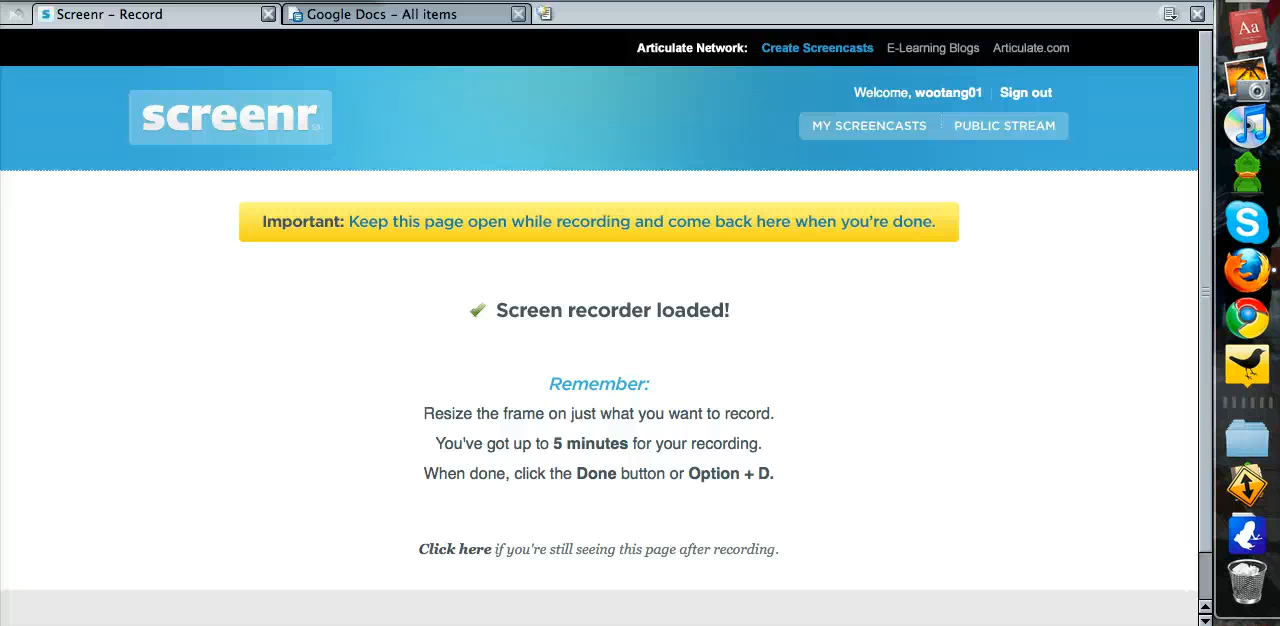 Screenr – Record
Google Docs – All items
Articulate Network: Create Screencasts E-Learning Blogs Articulate.com
screenr
Welcome, wootang01 Sign out
MY SCREENCASTS PUBLIC STREAM
Important: Keep this page open while recording and come back here when you're done.
Screen recorder loaded!
Remember:
Resize the frame on just what you want to record.
You've got up to 5 minutes for your recording.
When done, click the Done button or Option + D.
Click here if you're still seeing this page after recording.
Aa